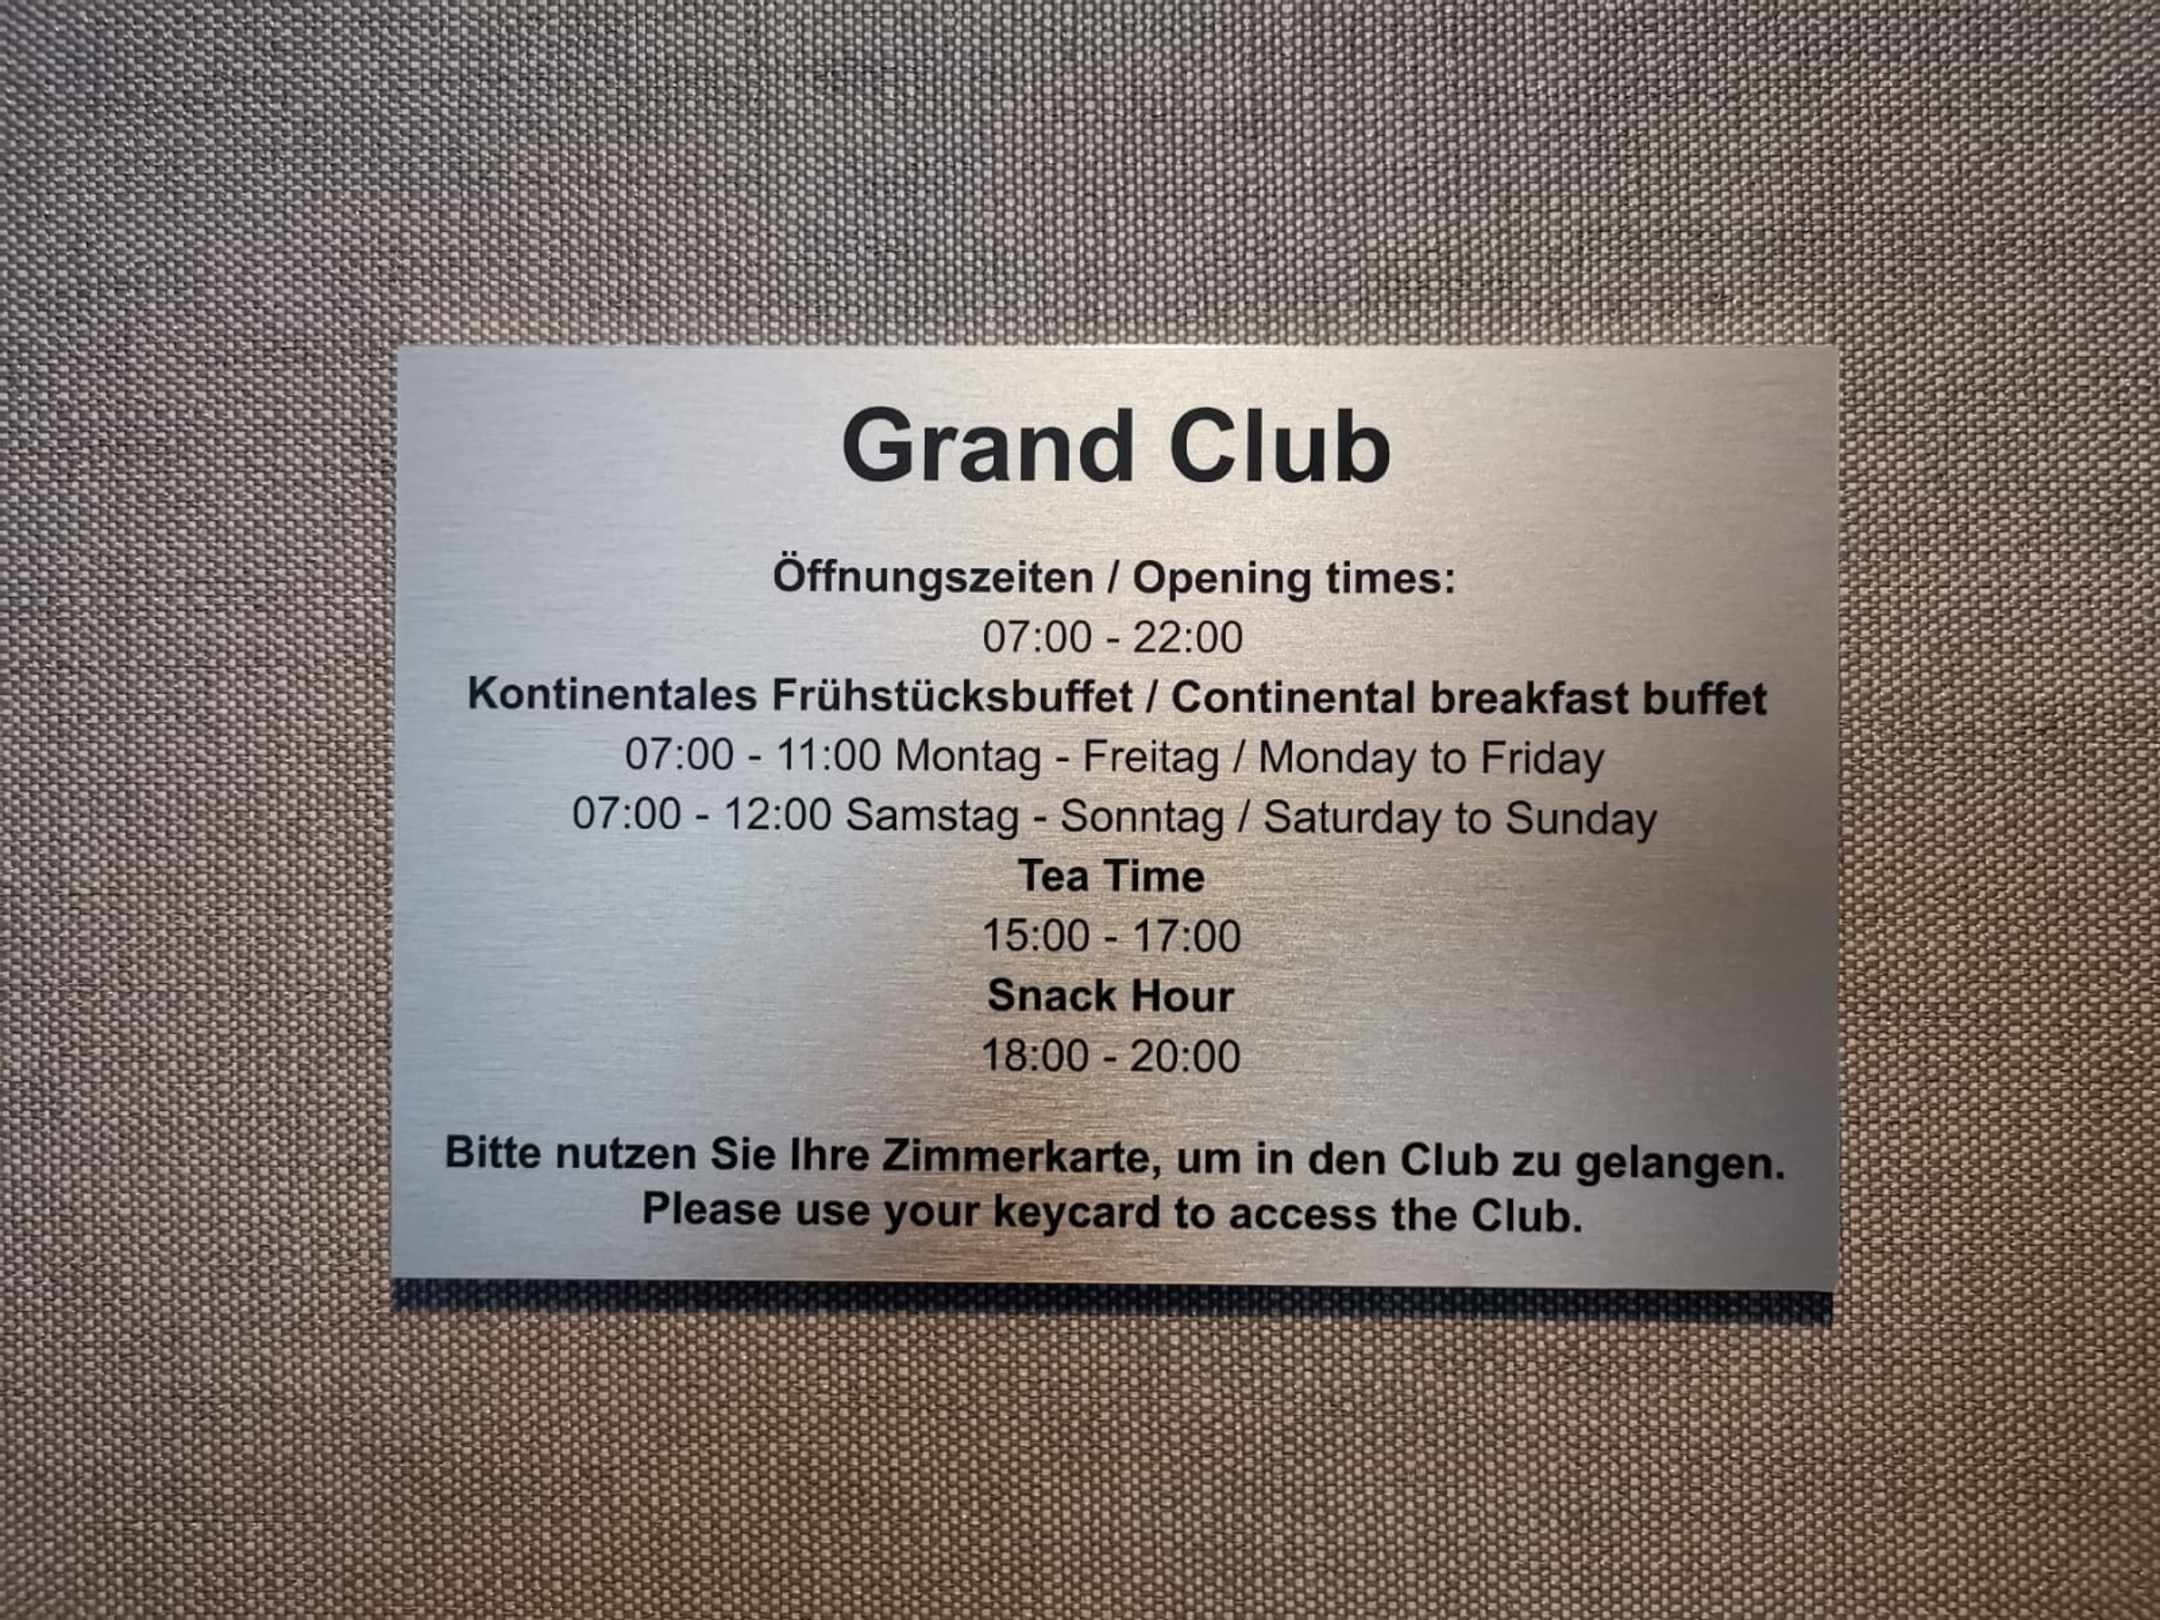 Grand Club
Öffnungszeiten / Opening times:
07:00 - 22:00
Kontinentales Frühstücksbuffet / Continental breakfast buffet
07:00 - 11:00 Montag - Freitag / Monday to Friday
07:00 - 12:00 Samstag - Sonntag / Saturday to Sunday
Tea Time
15:00 - 17:00
Snack Hour
18:00 - 20:00
Bitte nutzen Sie Ihre Zimmerkarte, um in den Club zu gelangen.
Please use your keycard to access the Club.